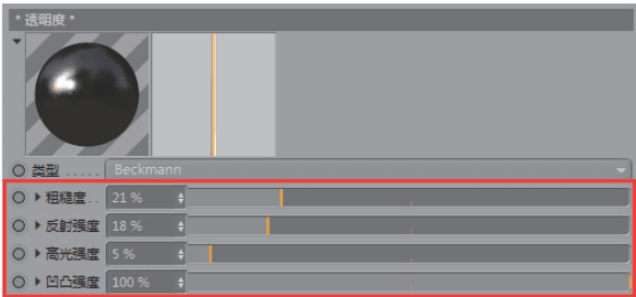 * 透明度 *
类型 ..... Beckmann
粗糙度.. 21 %
反射强度 18 %
高光强度 5 %
凹凸强度 100 %